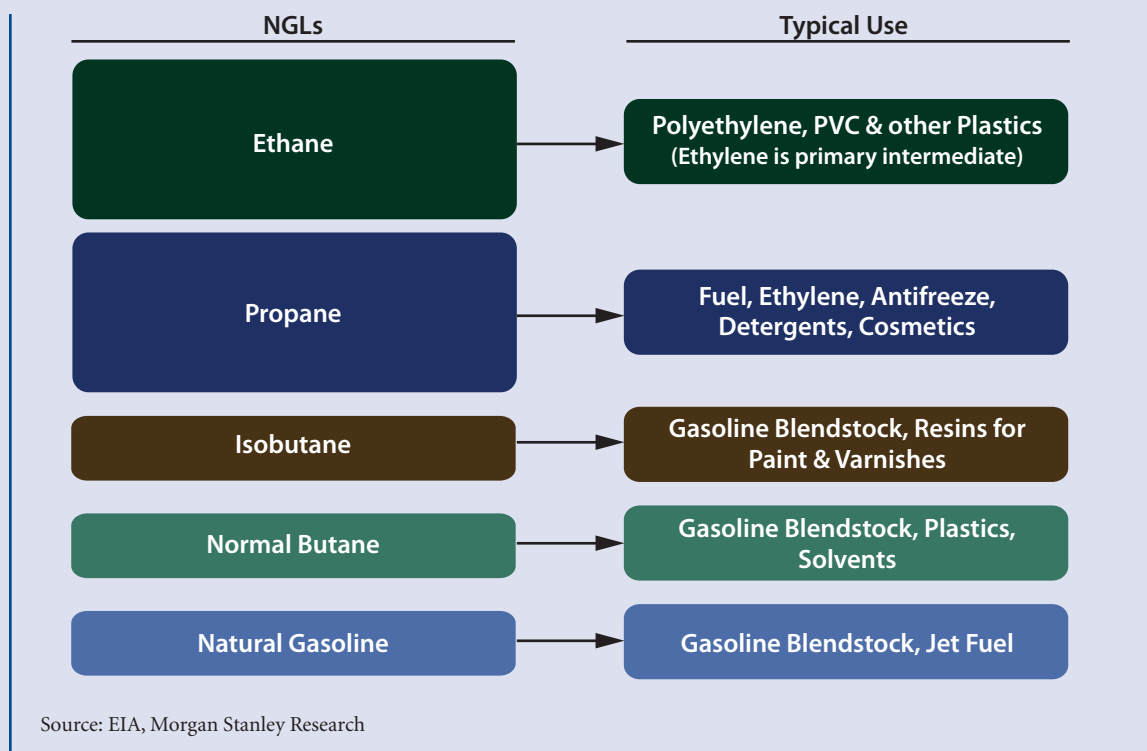 NGLs
Typical Use
Ethane
Polyethylene, PVC & other Plastics
(Ethylene is primary intermediate)
Propane
Fuel, Ethylene, Antifreeze,
Detergents, Cosmetics
Isobutane
Gasoline Blendstock, Resins for
Paint & Varnishes
Normal Butane
Gasoline Blendstock, Plastics,
Solvents
Natural Gasoline
Gasoline Blendstock, Jet Fuel
Source: EIA, Morgan Stanley Research